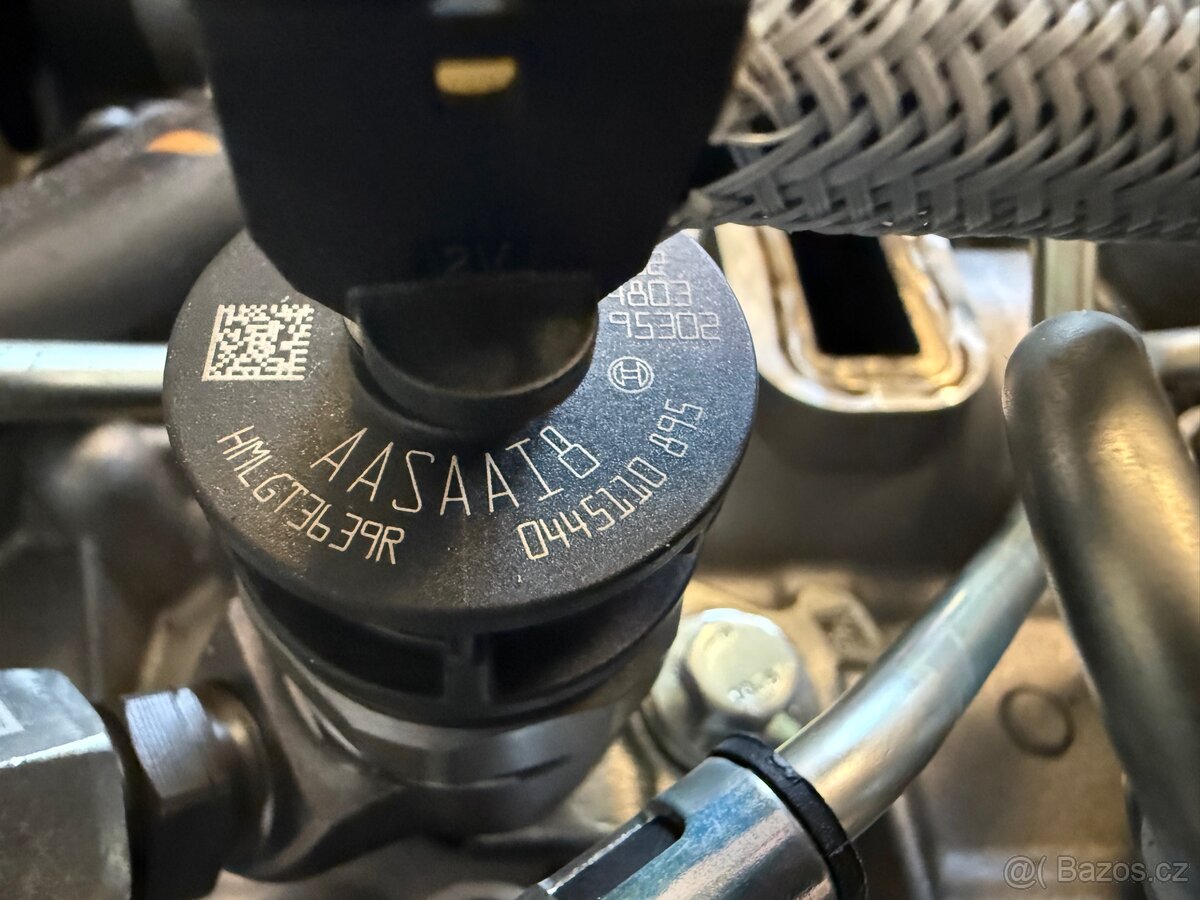 4803
95302
AASAAI8
HMLGT3639R
0445110 895
@( Bazos.cz